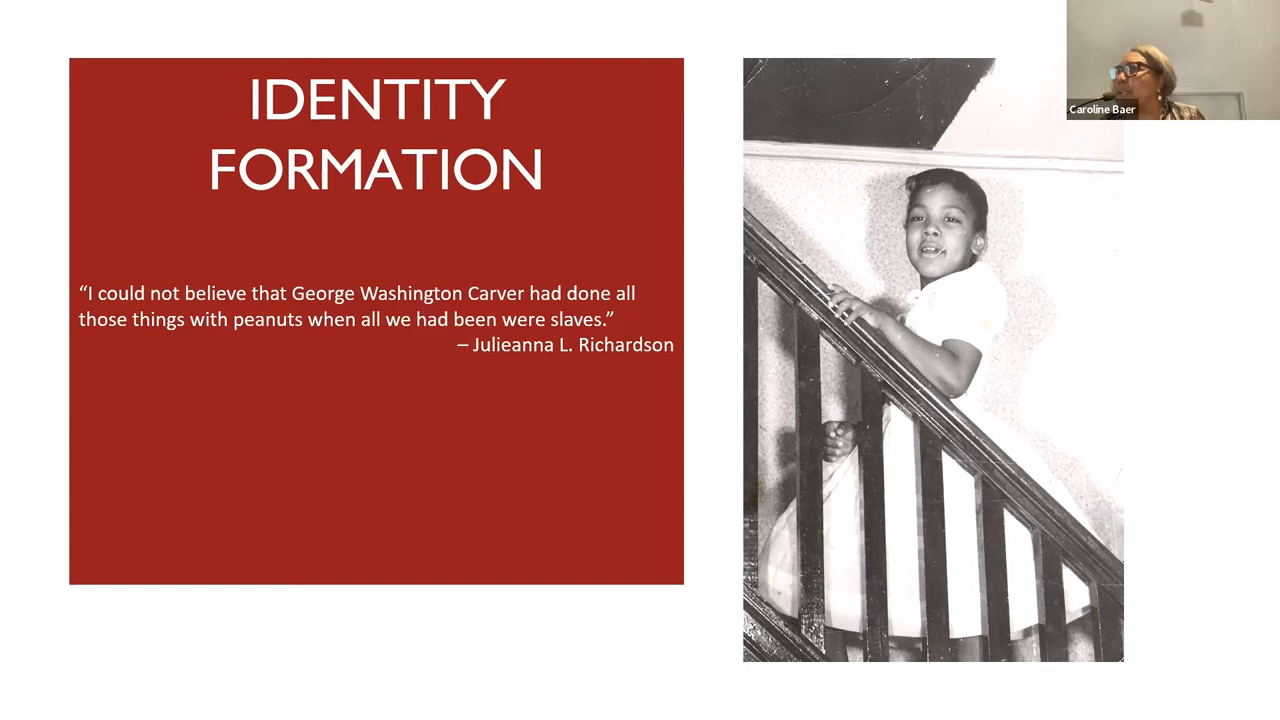 IDENTITY
FORMATION
“I could not believe that George Washington Carver had done all
those things with peanuts when all we had been were slaves.”
– Julieanna L. Richardson
Caroline Baer